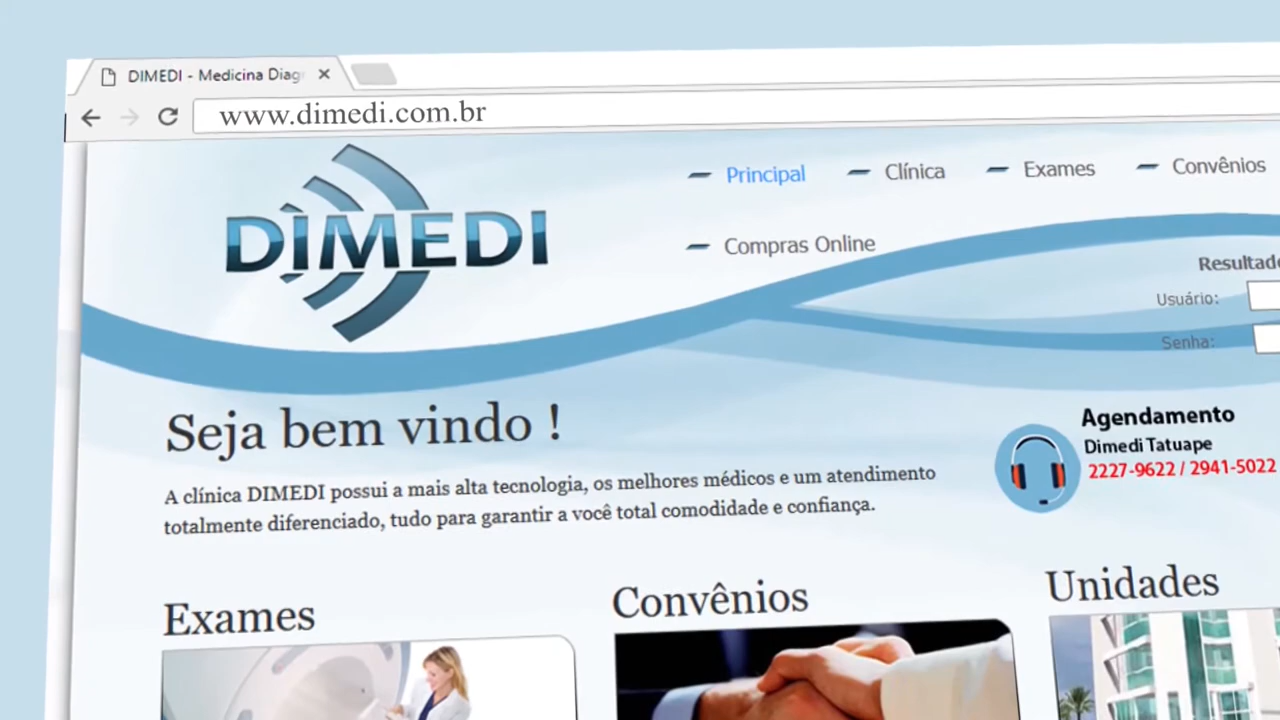 DIMEDI - Medicina Diag
www.dimedi.com.br
DIMEDI
Principal
Clínica
Exames
Convênios
Compras Online
Usuário:
Senha:
Seja bem vindo !
A clínica DIMEDI possui a mais alta tecnologia, os melhores médicos e um atendimento
totalmente diferenciado, tudo para garantir a você total comodidade e confiança.
Agendamento
Dimedi Tatuape
2227-9622 / 2941-5022
Exames
Convênios
Unidades